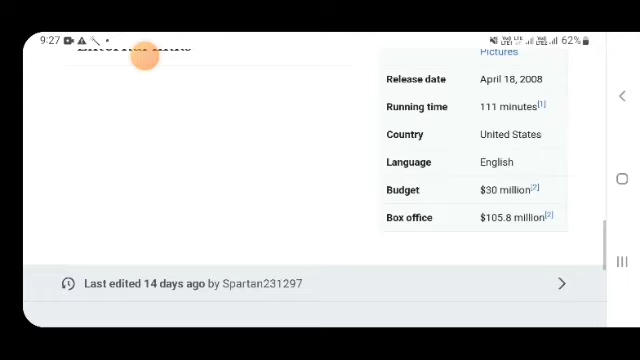 9:27 62%
Pictures
Release date April 18, 2008
Running time 111 minutes[1]
Country United States
Language English
Budget $30 million[2]
Box office $105.8 million[2]
Last edited 14 days ago by Spartan231297